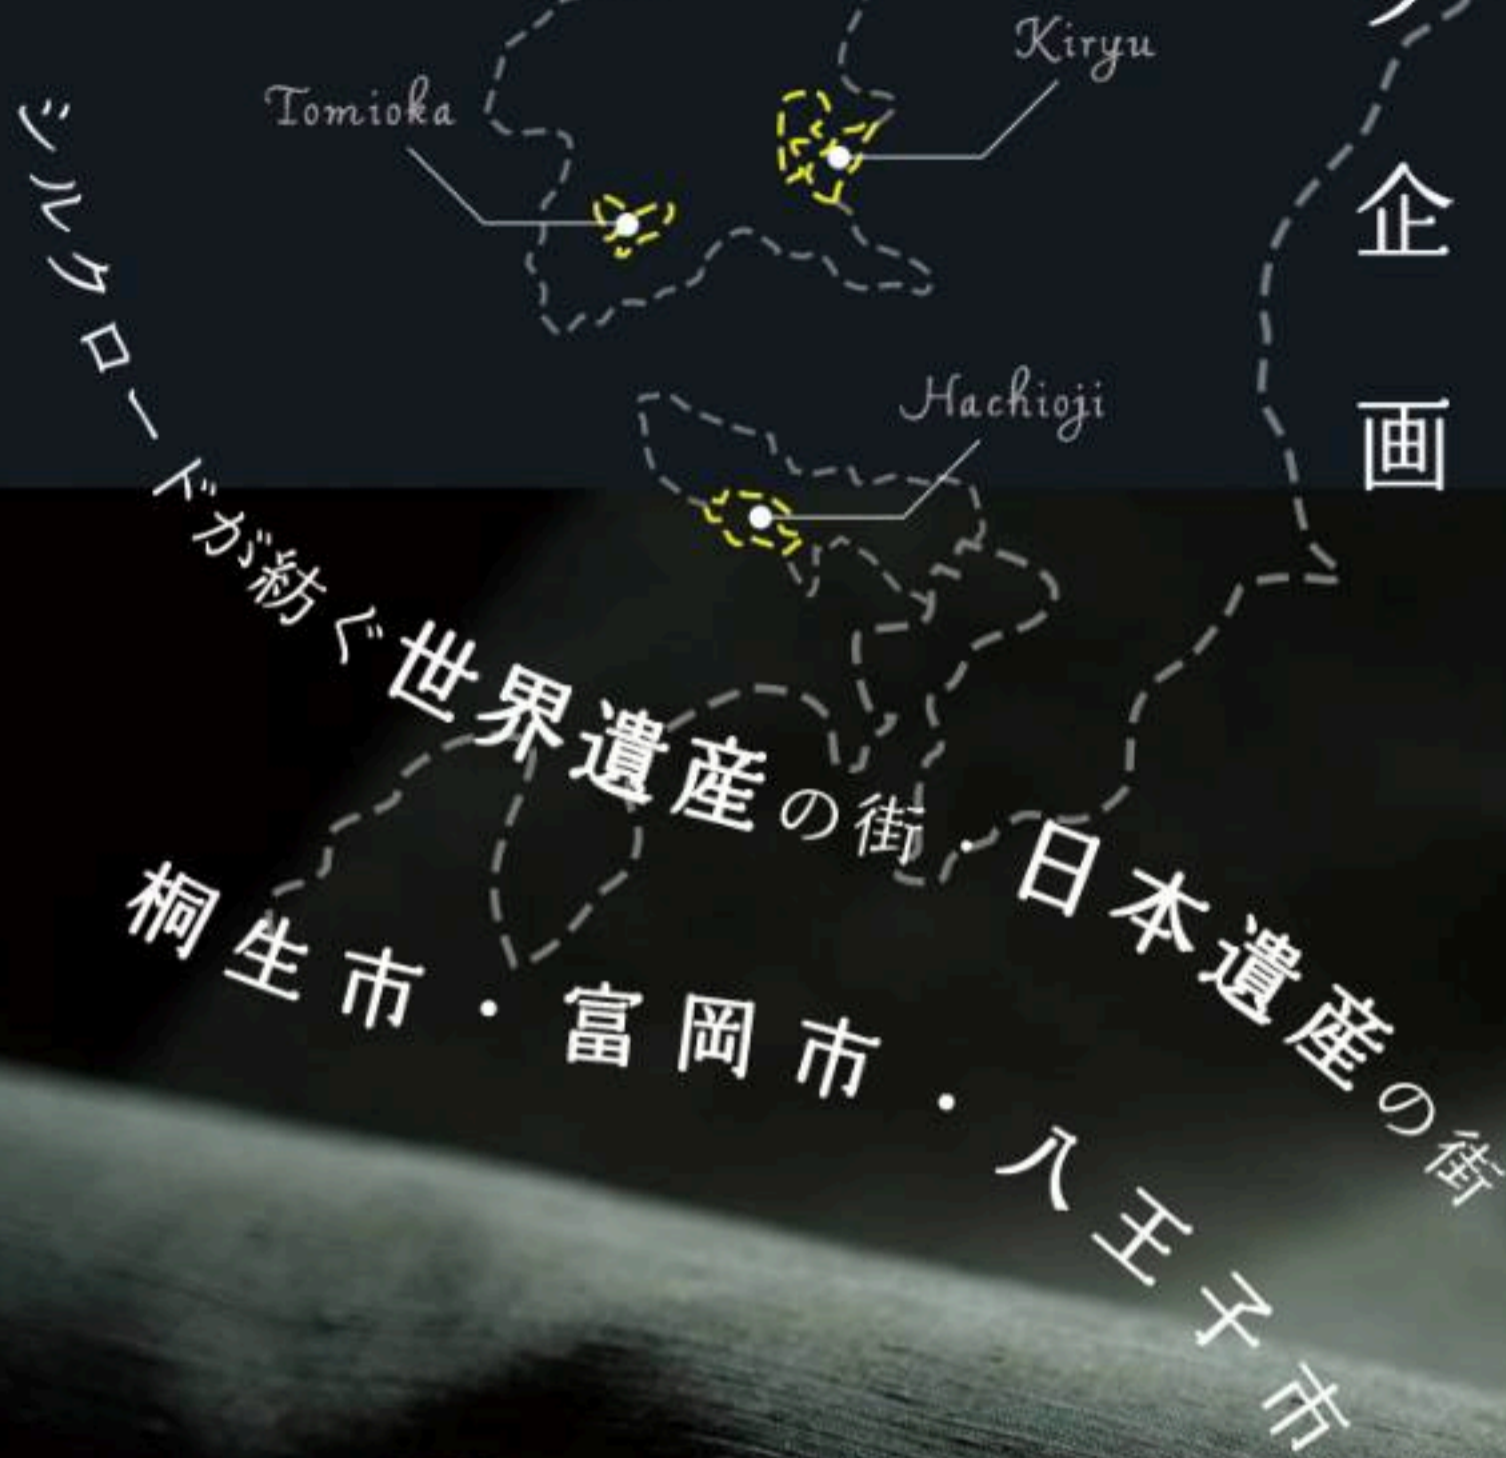 企画
Kiryu
Tomioka
Hachioji
シルクロードが紡ぐ世界遺産の街・日本遺産の街
桐生市・富岡市・八王子市